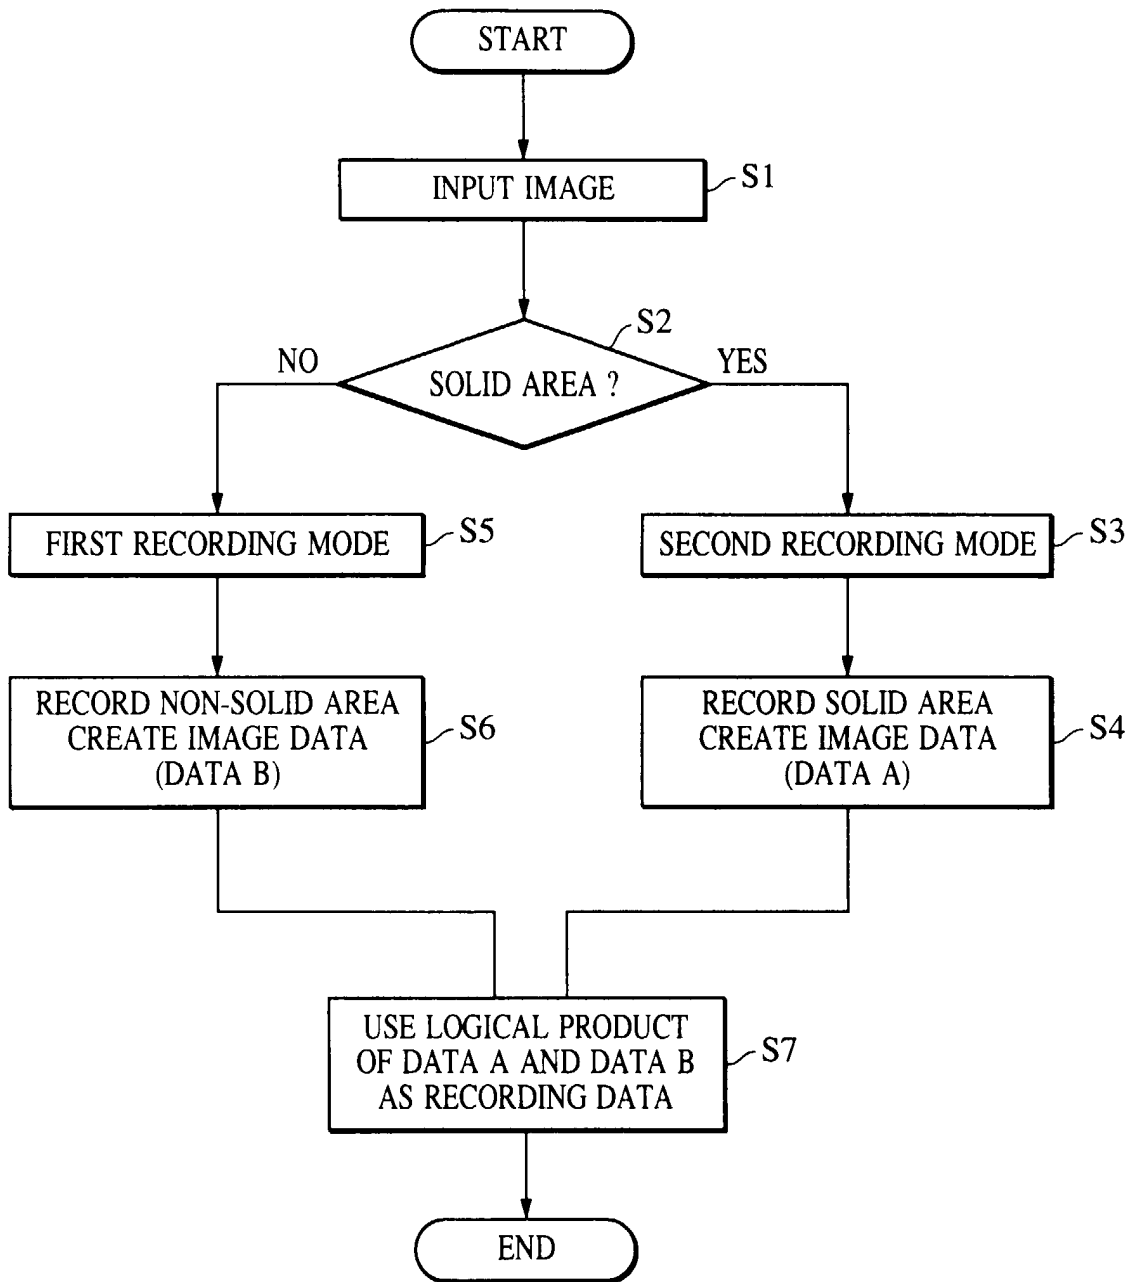 START
INPUT IMAGE
S1
S2
NO
YES
SOLID AREA ?
FIRST RECORDING MODE
S5
SECOND RECORDING MODE
S3
RECORD NON-SOLID AREA
CREATE IMAGE DATA
(DATA B)
S6
RECORD SOLID AREA
CREATE IMAGE DATA
(DATA A)
S4
USE LOGICAL PRODUCT
OF DATA A AND DATA B
AS RECORDING DATA
S7
END